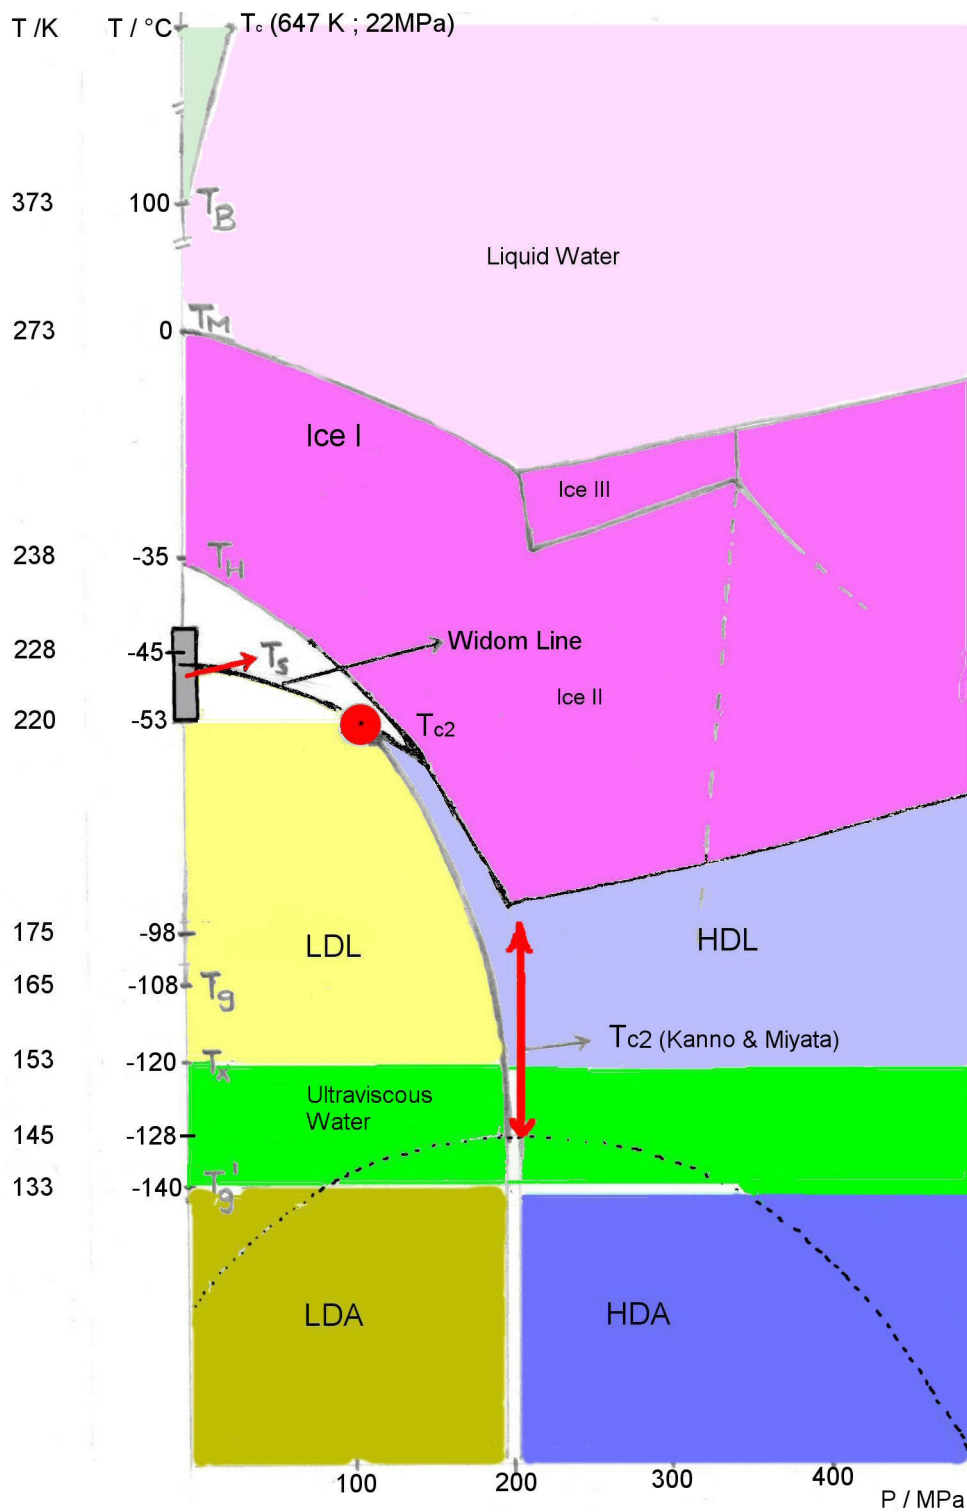 T /K T / °C Tc (647 K ; 22MPa)
373 100 TB
Liquid Water
273 0 TM
Ice I
Ice III
238 -35 TH
228 -45 Ts Widom Line
Ice II
220 -53 Tc2
175 -98 LDL HDL
165 -108 Tg
Tc2 (Kanno & Miyata)
153 -120 Tx
Ultraviscous
Water
145 -128
133 -140 Tg'
LDA HDA
100 200 300 400
P / MPa